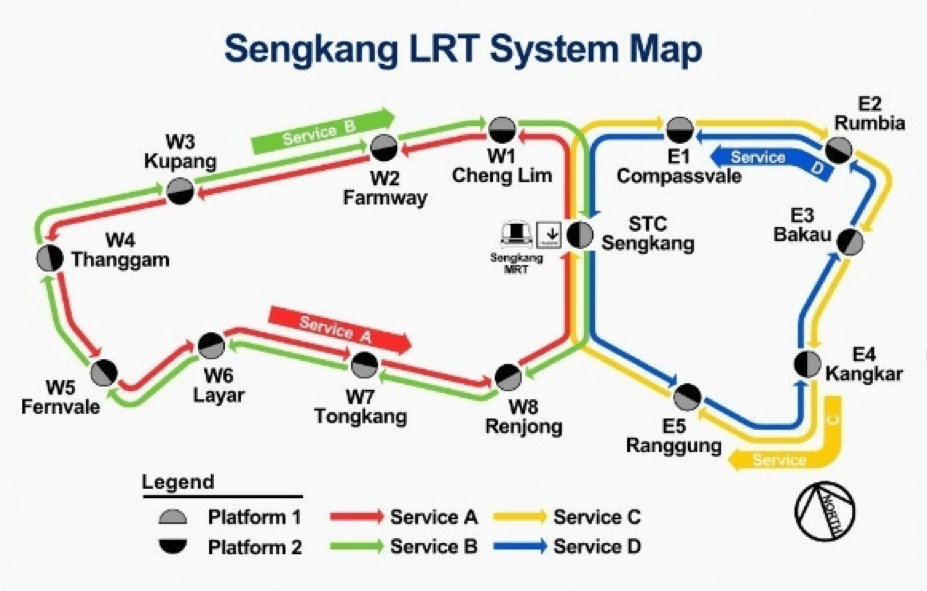 Sengkang LRT System Map
Service B
W3
Kupang
W2
Farmway
W1
Cheng Lim
E1
Compassvale
Service D
E2
Rumbia
W4
Thanggam
Sengkang
MRT
STC
Sengkang
E3
Bakau
Service A
W5
Fernvale
W6
Layar
W7
Tongkang
W8
Renjong
E5
Ranggung
E4
Kangkar
Service C
Legend
Platform 1
Platform 2
Service A
Service B
Service C
Service D
NORTH